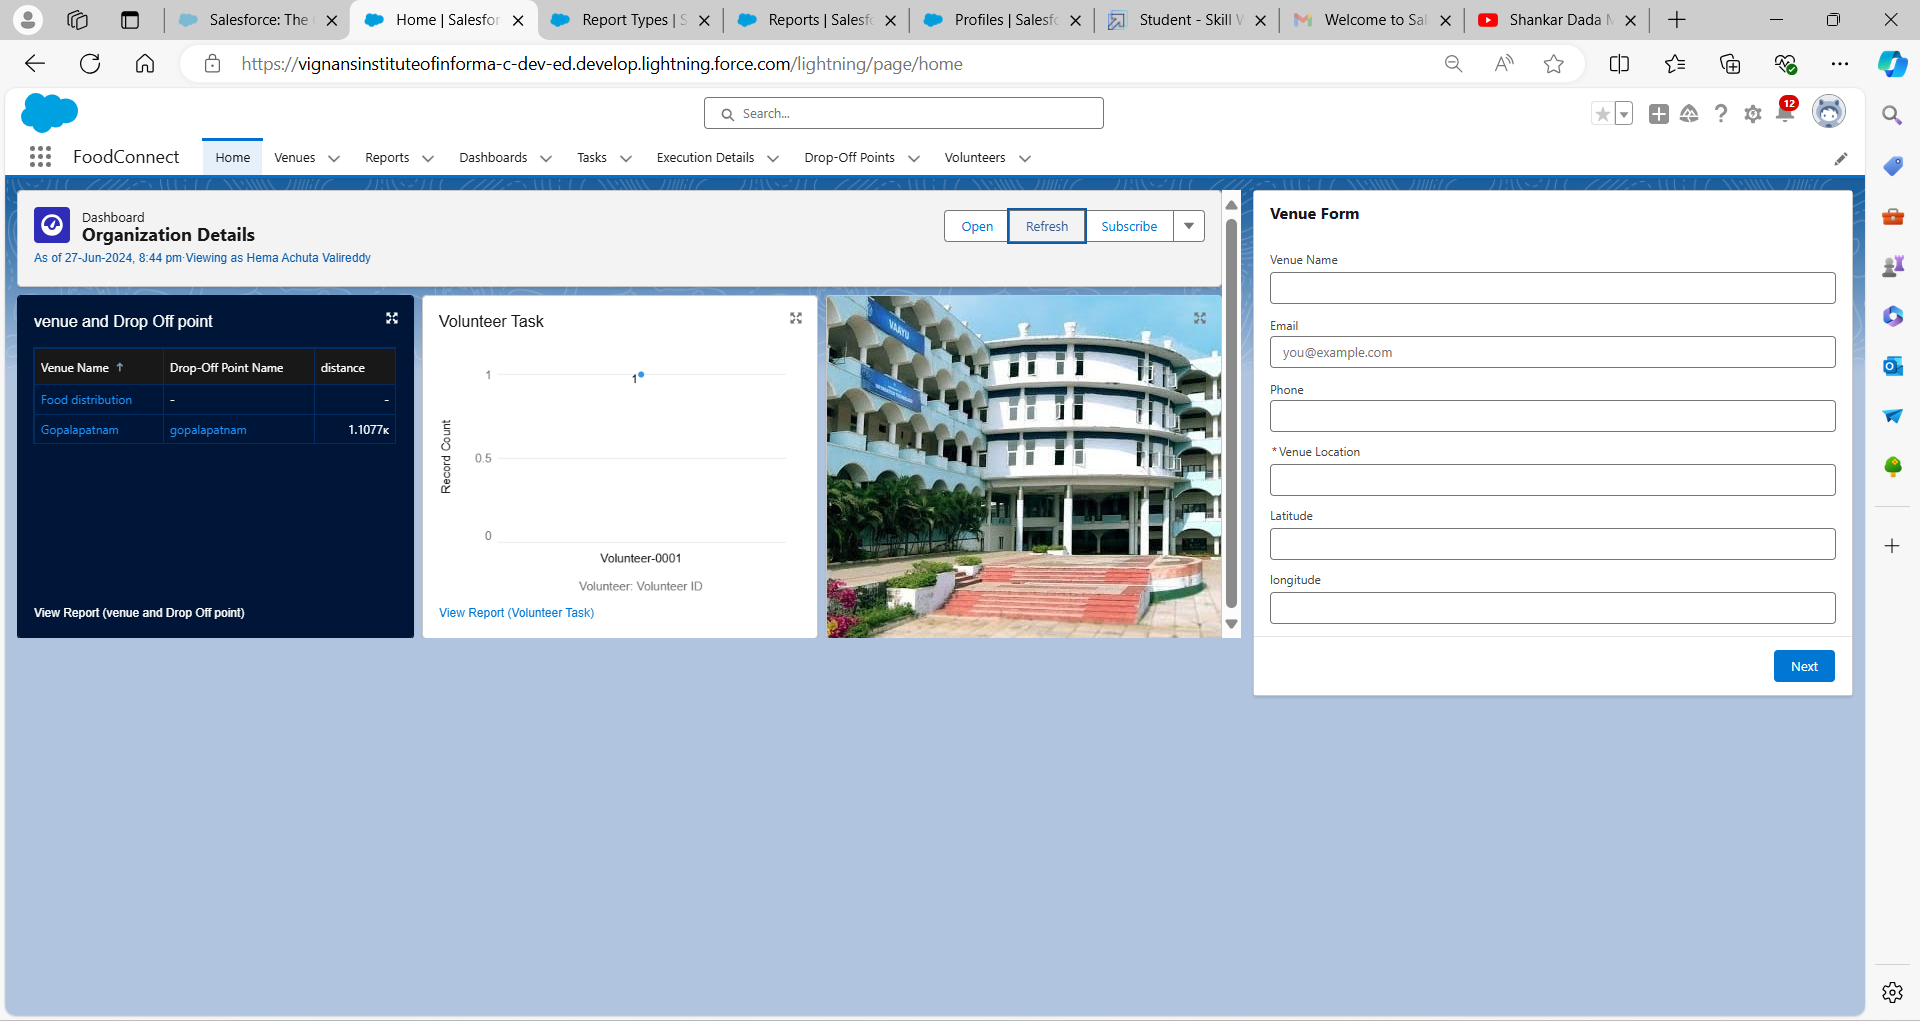 Salesforce: The
Home | Salesfor
Report Types | S
Reports | Salesfo
Profiles | Salesfo
Student - Skill W
Welcome to Sal
Shankar Dada M
https://vignansinstituteofinforma-c-dev-ed.develop.lightning.force.com/lightning/page/home
Search...
12
FoodConnect
Home
Venues
Reports
Dashboards
Tasks
Execution Details
Drop-Off Points
Volunteers
Dashboard
Organization Details
As of 27-Jun-2024, 8:44 pm·Viewing as Hema Achuta Valireddy
Open
Refresh
Subscribe
venue and Drop Off point
Venue Name ↑ Drop-Off Point Name distance
Food distribution - -
Gopalapatnam gopalapatnam 1.1077ĸ
View Report (venue and Drop Off point)
Volunteer Task
Record Count
1
1
0.5
0
Volunteer-0001
Volunteer: Volunteer ID
View Report (Volunteer Task)
VAAYU
Venue Form
Venue Name
Email
you@example.com
Phone
*Venue Location
Latitude
longitude
Next